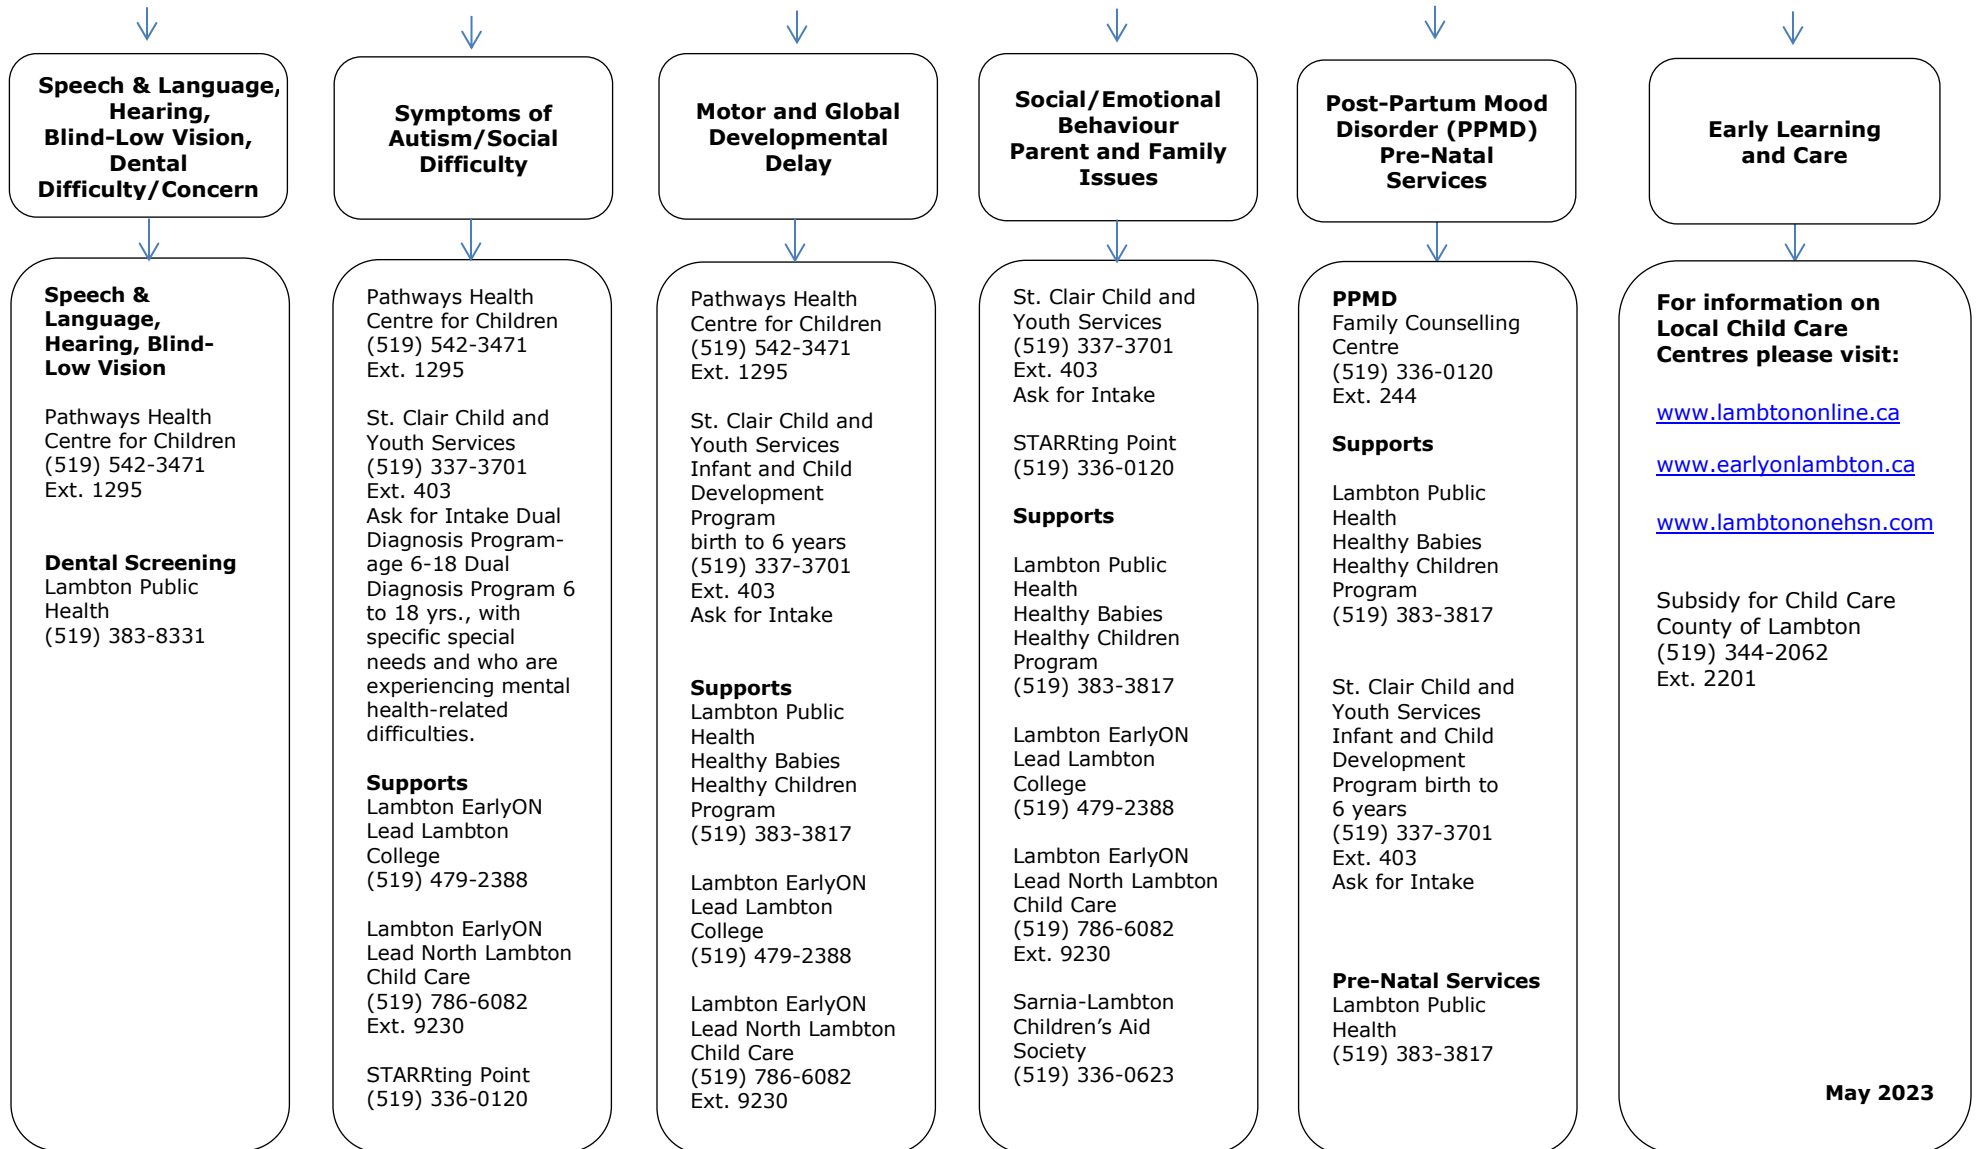 Speech & Language,
Hearing,
Blind-Low Vision,
Dental
Difficulty/Concern
Speech &
Language,
Hearing, Blind-
Low Vision
Pathways Health
Centre for Children
(519) 542-3471
Ext. 1295
Dental Screening
Lambton Public
Health
(519) 383-8331
Symptoms of
Autism/Social
Difficulty
Pathways Health
Centre for Children
(519) 542-3471
Ext. 1295
St. Clair Child and
Youth Services
(519) 337-3701
Ext. 403
Ask for Intake Dual
Diagnosis Program-
age 6-18 Dual
Diagnosis Program 6
to 18 yrs., with
specific special
needs and who are
experiencing mental
health-related
difficulties.
Supports
Lambton EarlyON
Lead Lambton
College
(519) 479-2388
Lambton EarlyON
Lead North Lambton
Child Care
(519) 786-6082
Ext. 9230
STARRting Point
(519) 336-0120
Motor and Global
Developmental
Delay
Pathways Health
Centre for Children
(519) 542-3471
Ext. 1295
St. Clair Child and
Youth Services
Infant and Child
Development
Program
birth to 6 years
(519) 337-3701
Ext. 403
Ask for Intake
Supports
Lambton Public
Health
Healthy Babies
Healthy Children
Program
(519) 383-3817
Lambton EarlyON
Lead Lambton
College
(519) 479-2388
Lambton EarlyON
Lead North Lambton
Child Care
(519) 786-6082
Ext. 9230
Social/Emotional
Behaviour
Parent and Family
Issues
St. Clair Child and
Youth Services
(519) 337-3701
Ext. 403
Ask for Intake
STARRting Point
(519) 336-0120
Supports
Lambton Public
Health
Healthy Babies
Healthy Children
Program
(519) 383-3817
Lambton EarlyON
Lead Lambton
College
(519) 479-2388
Lambton EarlyON
Lead North Lambton
Child Care
(519) 786-6082
Ext. 9230
Sarnia-Lambton
Children’s Aid
Society
(519) 336-0623
Post-Partum Mood
Disorder (PPMD)
Pre-Natal
Services
PPMD
Family Counselling
Centre
(519) 336-0120
Ext. 244
Supports
Lambton Public
Health
Healthy Babies
Healthy Children
Program
(519) 383-3817
St. Clair Child and
Youth Services
Infant and Child
Development
Program birth to
6 years
(519) 337-3701
Ext. 403
Ask for Intake
Pre-Natal Services
Lambton Public
Health
(519) 383-3817
Early Learning
and Care
For information on
Local Child Care
Centres please visit:
www.lambtononline.ca
www.earlyonlambton.ca
www.lambtononehsn.com
Subsidy for Child Care
County of Lambton
(519) 344-2062
Ext. 2201
May 2023